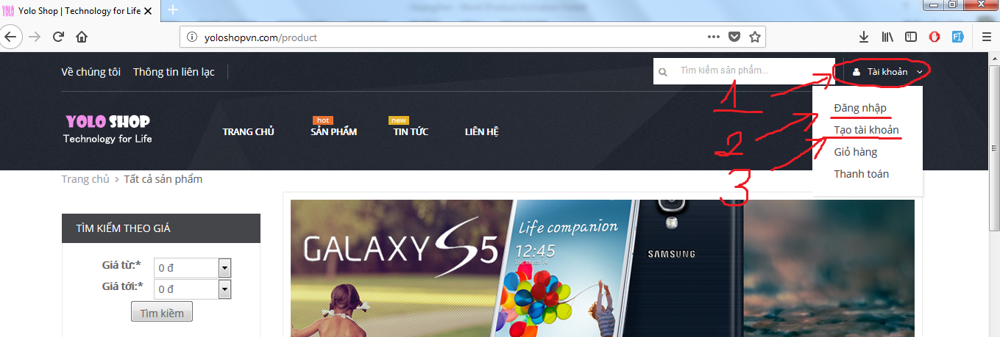 Yolo Shop | Technology for Life
yoloshopvn.com/product
Về chúng tôi Thông tin liên lạc
Tìm kiếm sản phẩm...
Tài khoản
1
YOLO SHOP
Technology for Life
hot
new
TRANG CHỦ SẢN PHẨM TIN TỨC LIÊN HỆ
Đăng nhập
2
Tạo tài khoản
Giỏ hàng
3
Thanh toán
Trang chủ > Tất cả sản phẩm
TÌM KIẾM THEO GIÁ
Giá từ:* 0 đ
Giá tới:* 0 đ
Tìm kiếm
GALAXY S5
Life companion
12:45
Thu, March 14
SAMSUNG